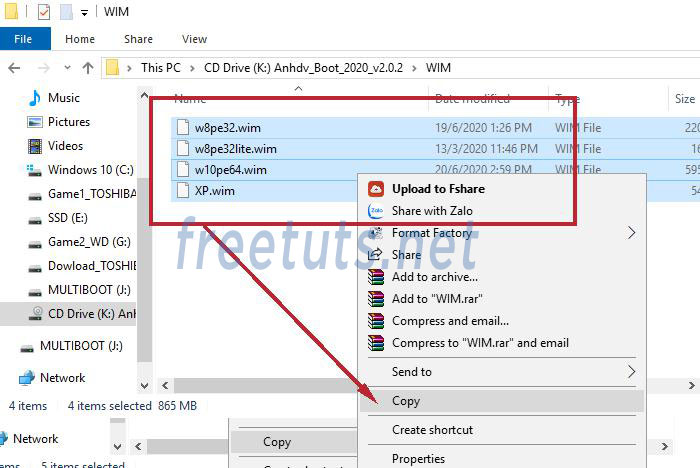 WIM
File Home Share View
This PC > CD Drive (K:) Anhdv_Boot_2020_v2.0.2 > WIM
Music
Pictures
Videos
Windows 10 (C:)
Game1_TOSHIBA
SSD (E:)
Game2_WD (G:)
Dowload_TOSHIB
MULTIBOOT (J:)
CD Drive (K:) Anh
MULTIBOOT (J:)
Network
Name Date modified Type Size
w8pe32.wim 19/6/2020 1:26 PM WIM File 220
w8pe32lite.wim 13/3/2020 11:46 PM WIM File 16
w10pe64.wim 20/6/2020 2:59 PM WIM File 595
XP.wim 54
Upload to Fshare
Zalo Share with Zalo
Format Factory
Share
Add to archive...
Add to "WIM.rar"
Compress and email...
Compress to "WIM.rar" and email
Send to
Copy
Create shortcut
Properties
freetuts.net
4 items 4 items selected 865 MB
Network
Copy